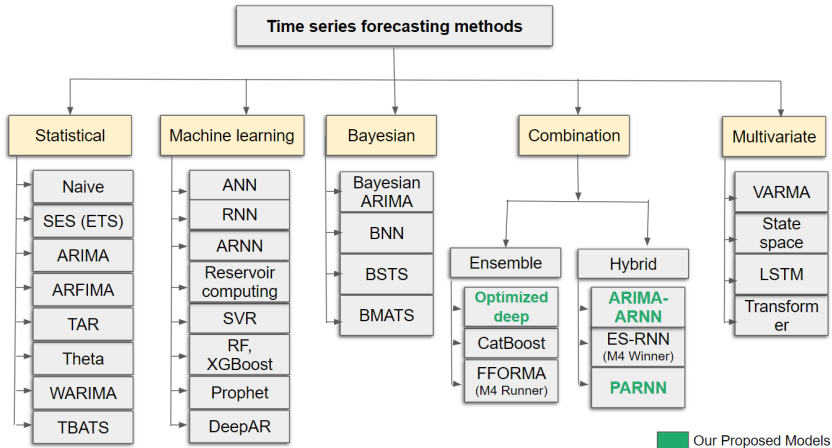 Time series forecasting methods
Statistical
Naive
SES (ETS)
ARIMA
ARFIMA
TAR
Theta
WARIMA
TBATS
Machine learning
ANN
RNN
ARNN
Reservoir
computing
SVR
RF,
XGBoost
Prophet
DeepAR
Bayesian
Bayesian
ARIMA
BNN
BSTS
BMATS
Combination
Ensemble
Optimized
deep
CatBoost
FFORMA
(M4 Runner)
Hybrid
ARIMA-
ARNN
ES-RNN
(M4 Winner)
PARNN
Multivariate
VARMA
State
space
LSTM
Transform
er
Our Proposed Models